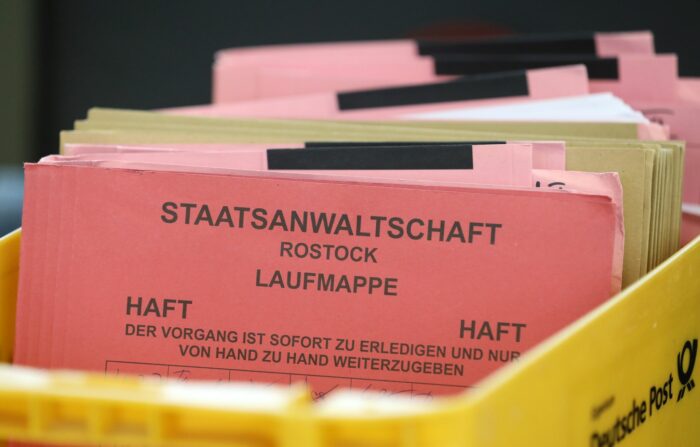 STAATSANWALTSCHAFT
ROSTOCK
LAUFMAPPE
HAFT HAFT
DER VORGANG IST SOFORT ZU ERLEDIGEN UND NUR
VON HAND ZU HAND WEITERZUGEBEN
Deutsche Post